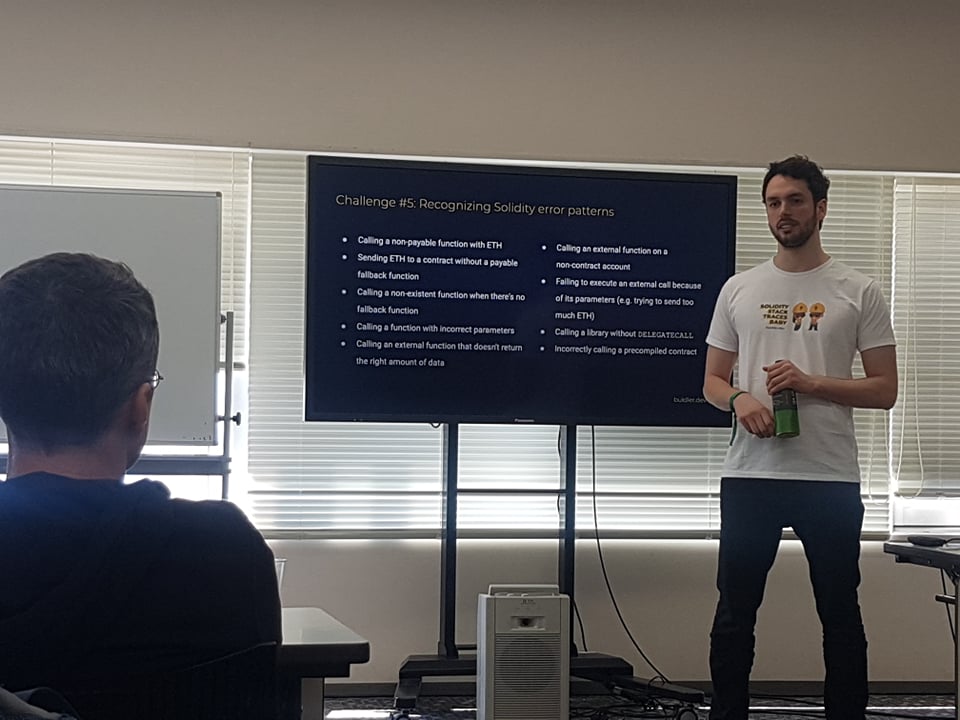 Challenge #5: Recognizing Solidity error patterns
Calling a non-payable function with ETH
Sending ETH to a contract without a payable
fallback function
Calling a non-existent function when there's no
fallback function
Calling a function with incorrect parameters
Calling an external function that doesn't return
the right amount of data
Calling an external function on a
non-contract account
Failing to execute an external call because
of its parameters (e.g. trying to send too
much ETH)
Calling a library without DELEGATECALL
Incorrectly calling a precompiled contract
buidler.dev
SOLIDITY
STACK
TRACES
BABY
Panasonic